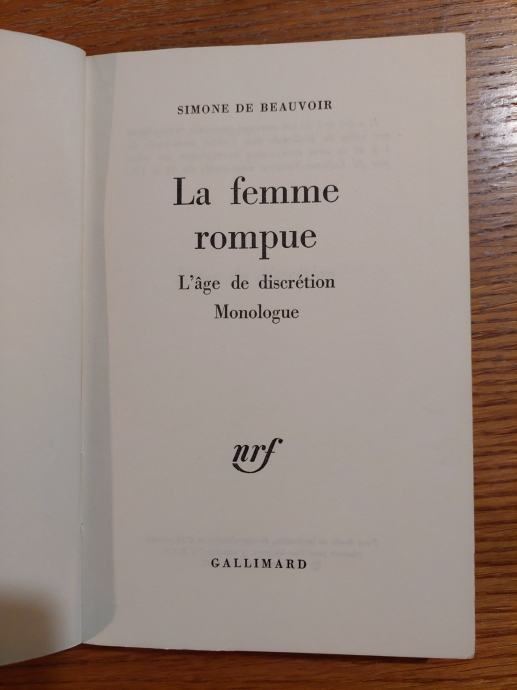 SIMONE DE BEAUVOIR
La femme
rompue
L'âge de discrétion
Monologue
nrf
GALLIMARD